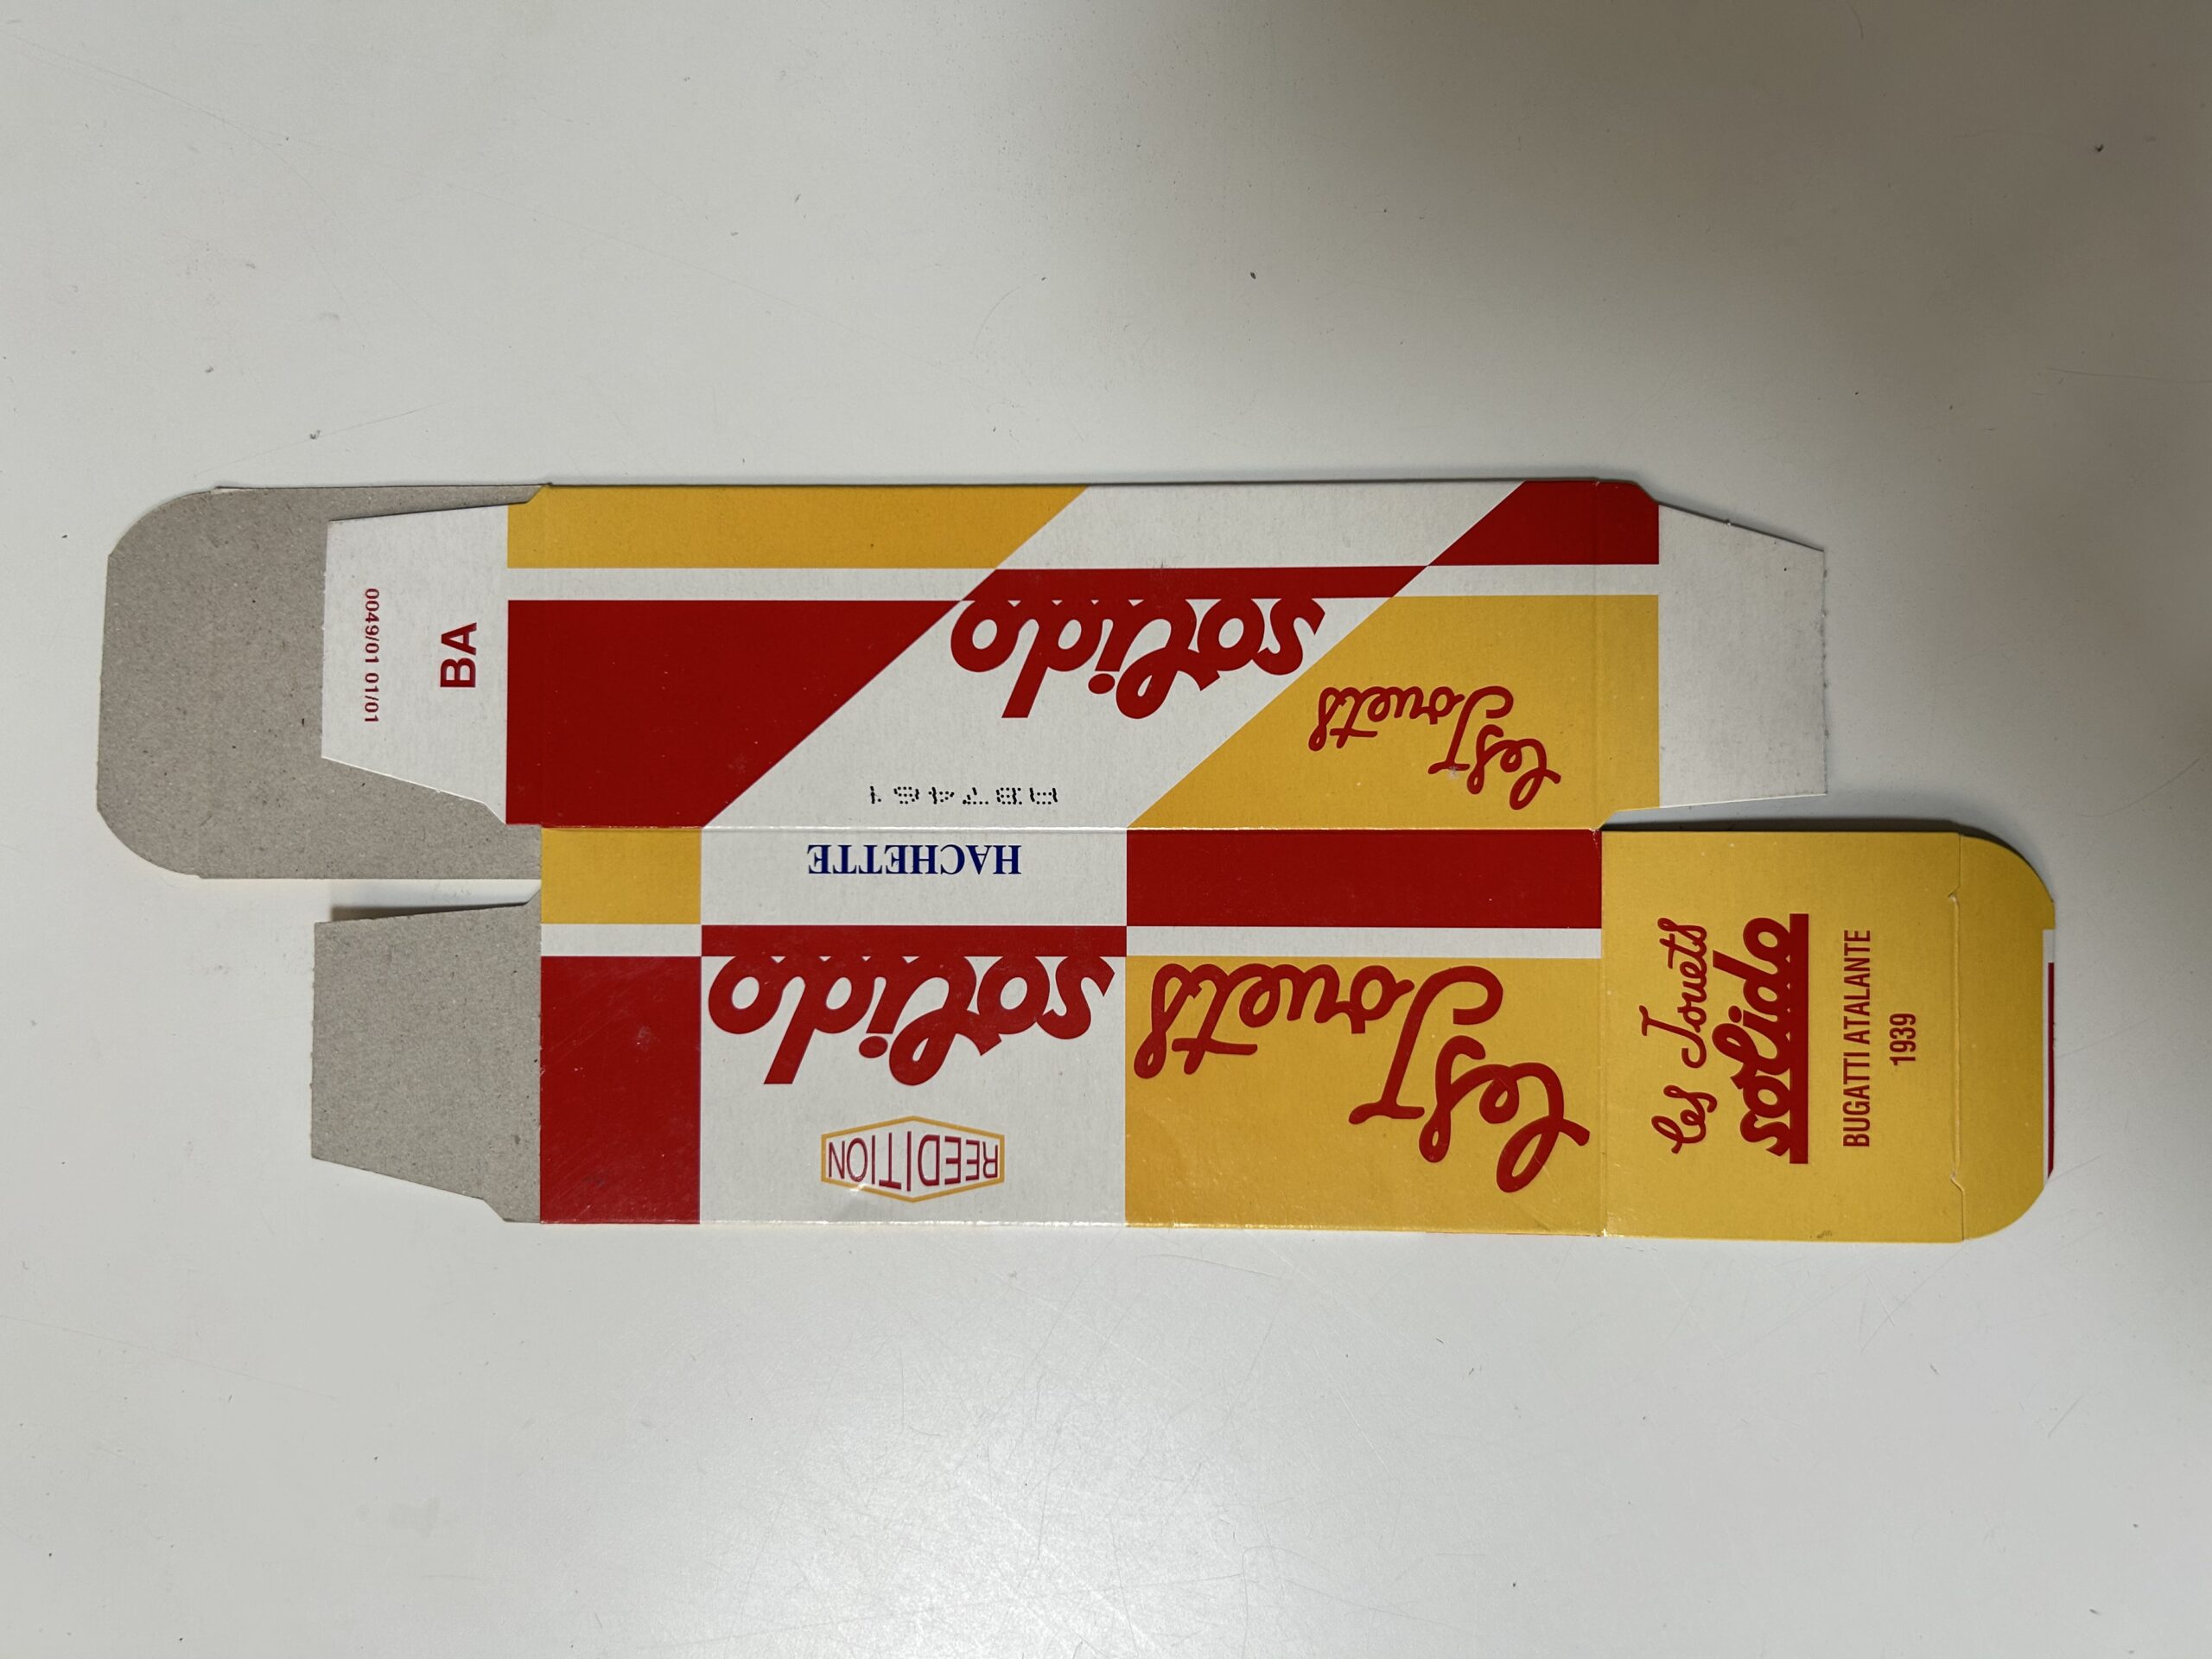 Les
Jouets
solido
A87461
HACHETTE
Les
Jouets
solido
REEDITION
Les Jouets
solido
BUGATTI ATALANTE
1939
BA
0049/01 01/01